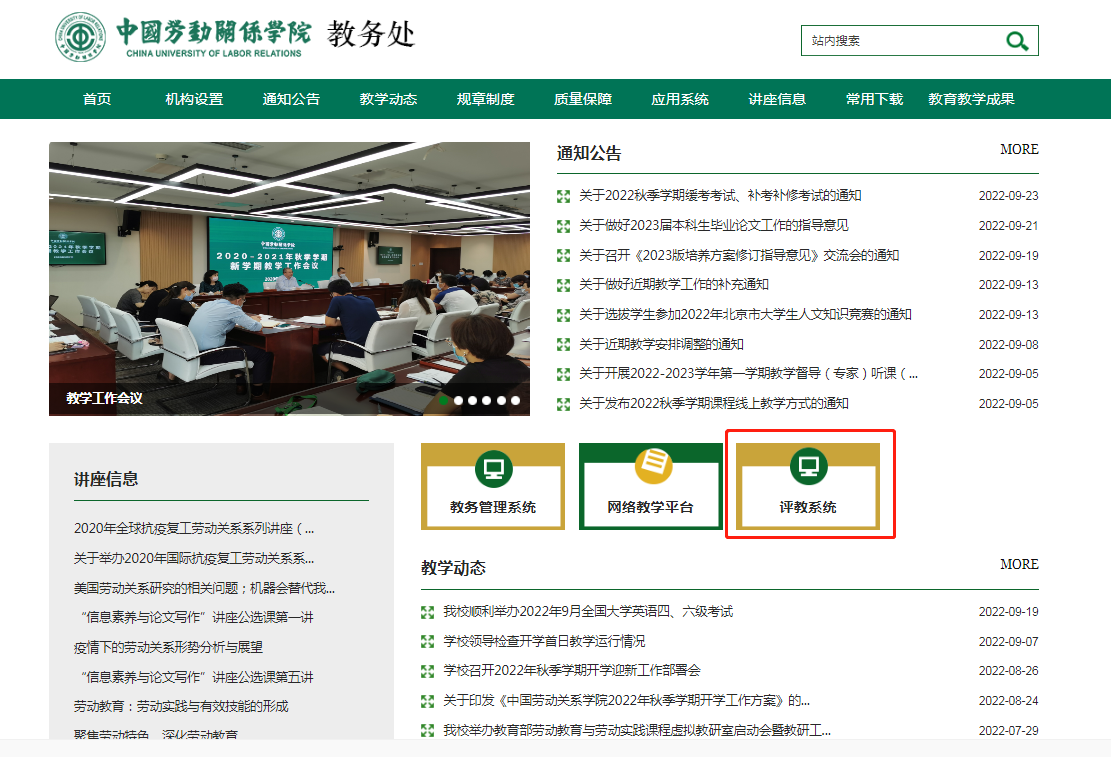 中國劳動關係学院 教务处
CHINA UNIVERSITY OF LABOR RELATIONS
站内搜索
首页 机构设置 通知公告 教学动态 规章制度 质量保障 应用系统 讲座信息 常用下载 教育教学成果
中國劳動關係学院
2020-2021年秋季学期
新学期教学工作会议
教学工作会议
通知公告 MORE
关于2022秋季学期缓考考试、补考补修考试的通知 2022-09-23
关于做好2023届本科生毕业论文工作的指导意见 2022-09-21
关于召开《2023版培养方案修订指导意见》交流会的通知 2022-09-19
关于做好近期教学工作的补充通知 2022-09-13
关于选拔学生参加2022年北京市大学生人文知识竞赛的通知 2022-09-13
关于近期教学安排调整的通知 2022-09-08
关于开展2022-2023学年第一学期教学督导（专家）听课（... 2022-09-05
关于发布2022秋季学期课程线上教学方式的通知 2022-09-05
讲座信息
2020年全球抗疫复工劳动关系系列讲座（...
关于举办2020年国际抗疫复工劳动关系系...
美国劳动关系研究的相关问题；机器会替代我...
“信息素养与论文写作”讲座公选课第一讲
疫情下的劳动关系形势分析与展望
“信息素养与论文写作”讲座公选课第五讲
劳动教育：劳动实践与有效技能的形成
聚焦劳动特色，深化劳动教育
教务管理系统 网络教学平台 评教系统
教学动态 MORE
我校顺利举办2022年9月全国大学英语四、六级考试 2022-09-19
学校领导检查开学首日教学运行情况 2022-09-07
学校召开2022年秋季学期开学迎新工作部署会 2022-08-26
关于印发《中国劳动关系学院2022年秋季学期开学工作方案》的... 2022-08-24
我校举办教育部劳动教育与劳动实践课程虚拟教研室启动会暨教研工... 2022-07-29